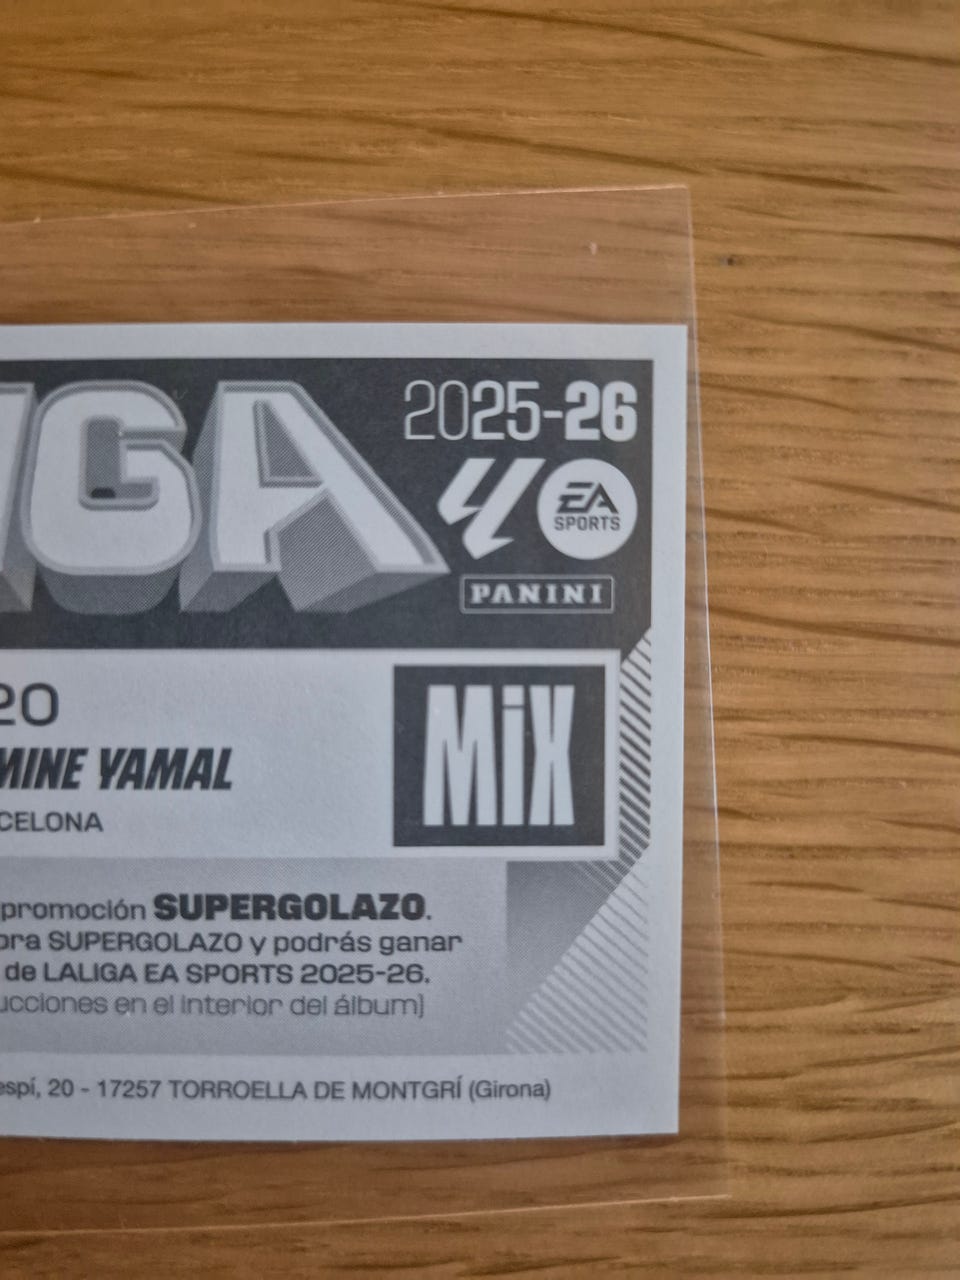 IGA
2025-26
EA
SPORTS
PANINI
20
MINE YAMAL
MiX
CELONA
promoción SUPERGOLAZO.
ora SUPERGOLAZO y podrás ganar
de LALIGA EA SPORTS 2025-26.
ucciones en el interior del álbum)
espí, 20 - 17257 TORROELLA DE MONTGRÍ (Girona)